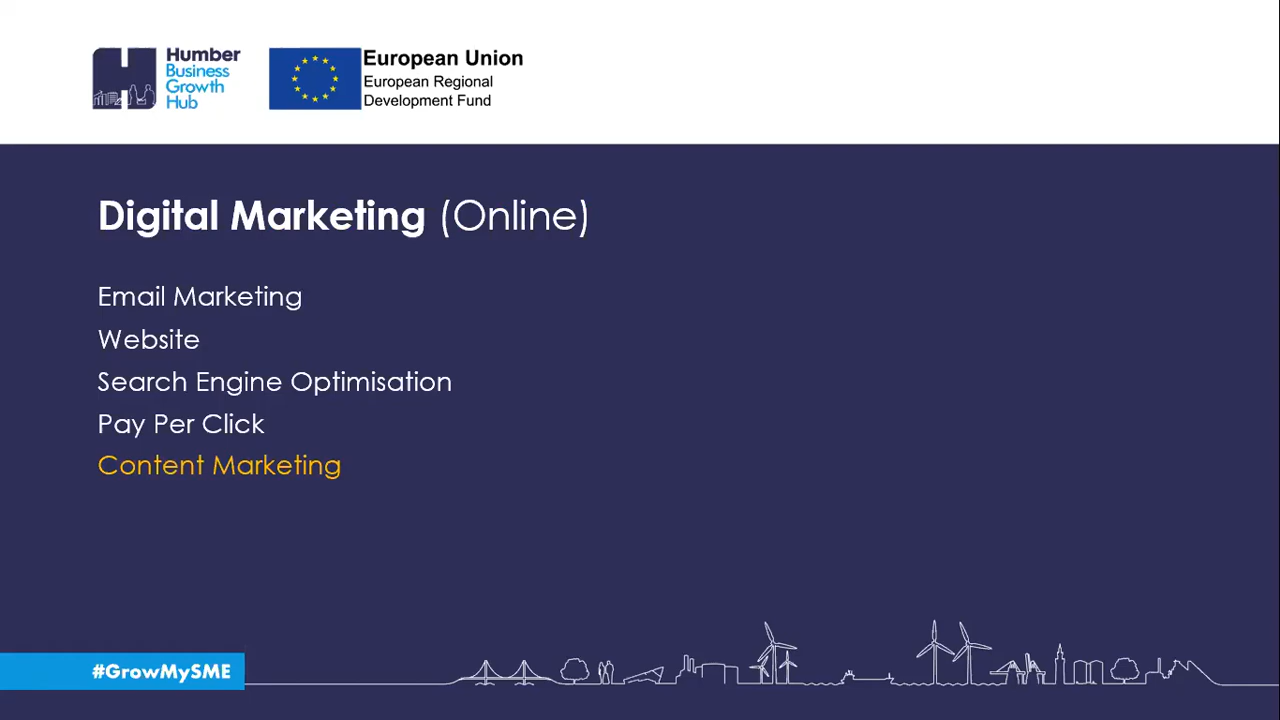 Humber
Business
Growth
Hub
European Union
European Regional
Development Fund
Digital Marketing (Online)
Email Marketing
Website
Search Engine Optimisation
Pay Per Click
Content Marketing
#GrowMySME